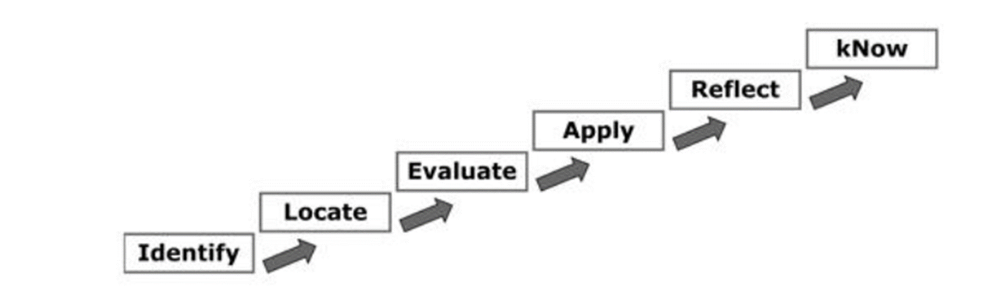 Identify
Locate
Evaluate
Apply
Reflect
kNow